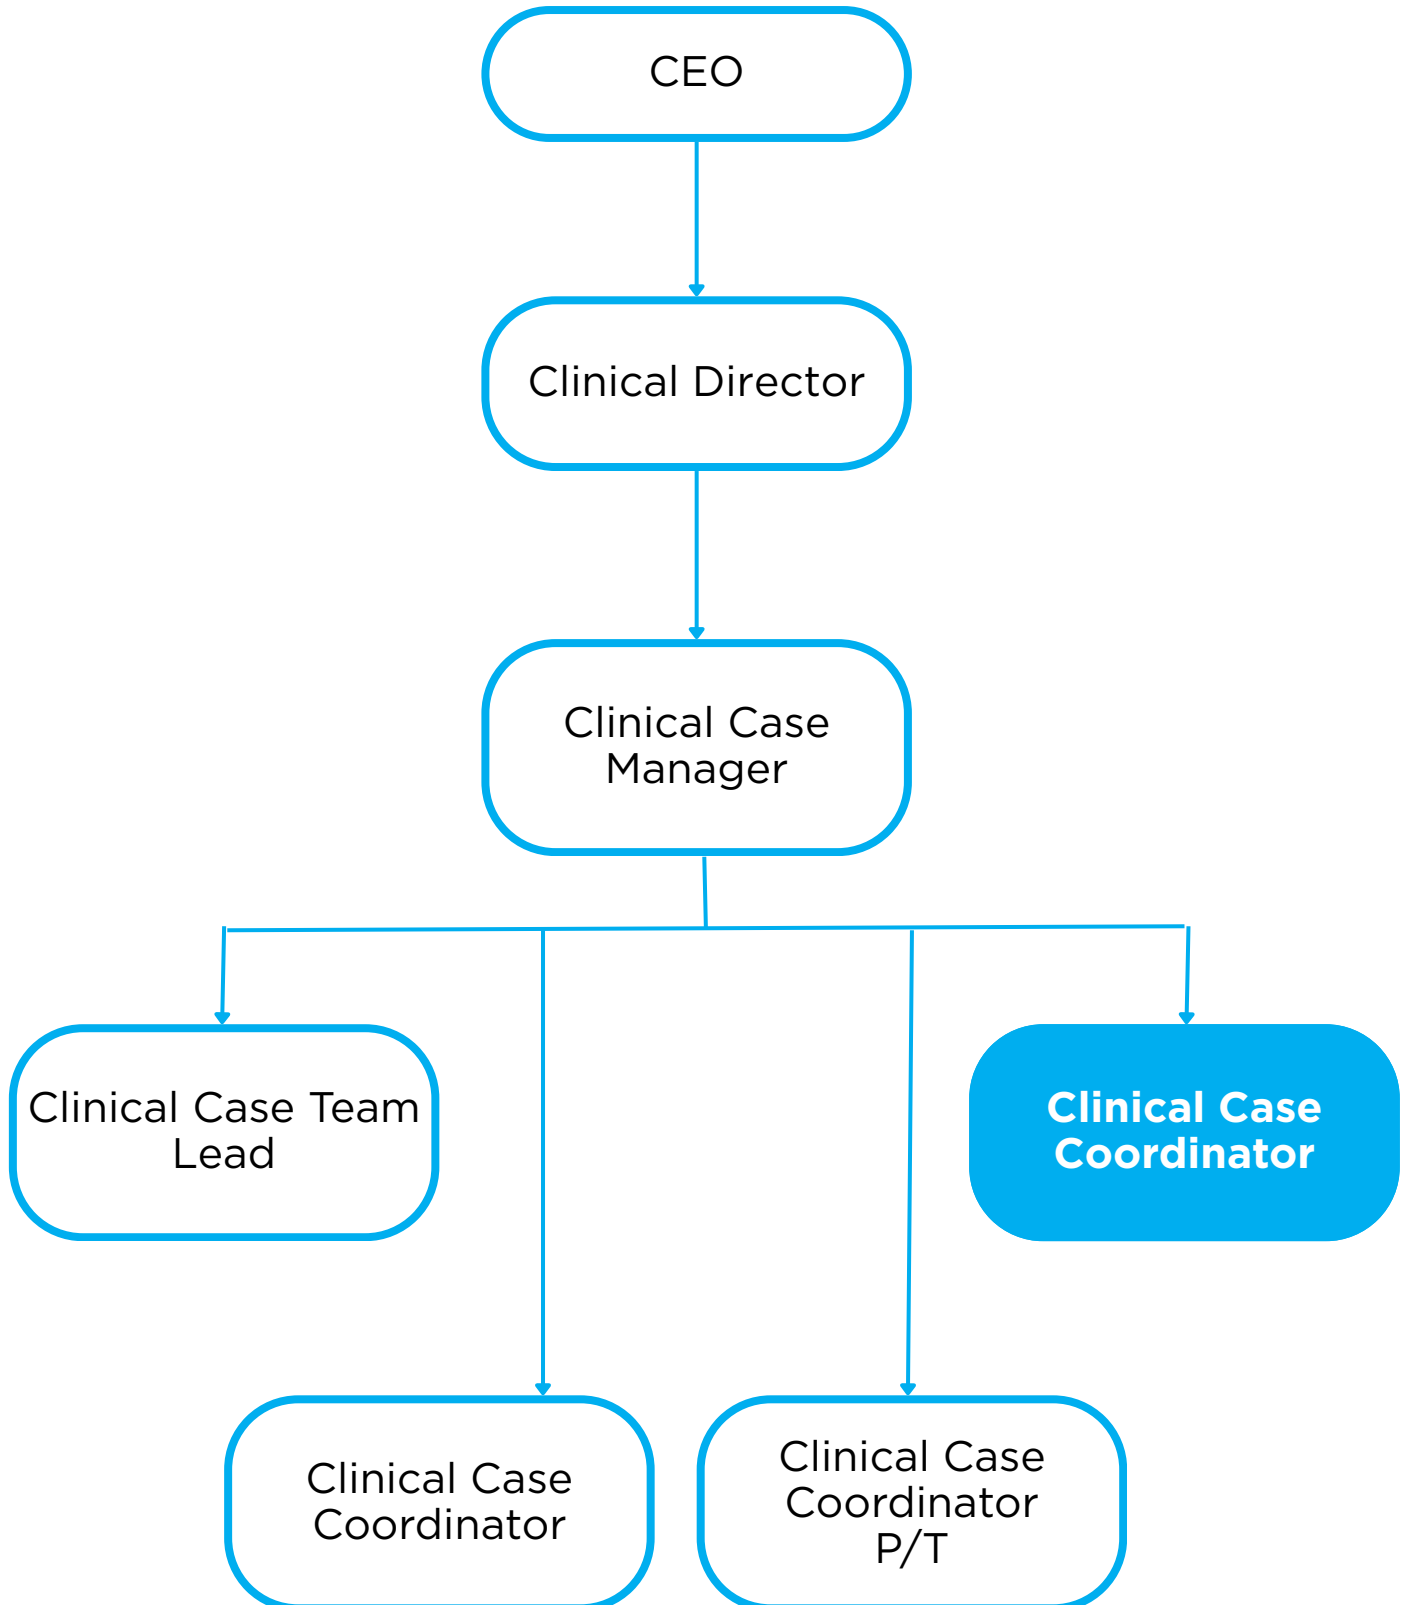 CEO
Clinical Director
Clinical Case
Manager
Clinical Case Team
Lead
Clinical Case
Coordinator
Clinical Case
Coordinator
Clinical Case
Coordinator
P/T